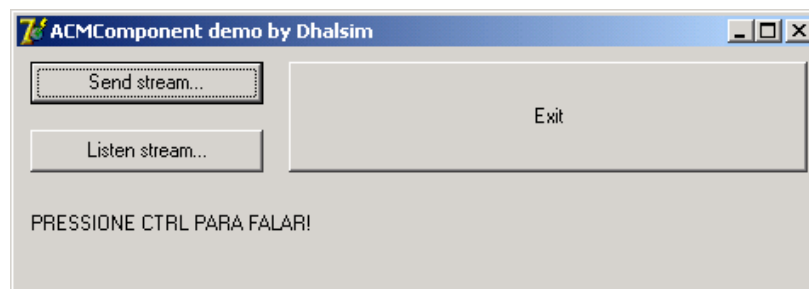 ACMComponent demo by Dhalsim
Send stream...
Exit
Listen stream...
PRESSIONE CTRL PARA FALAR!